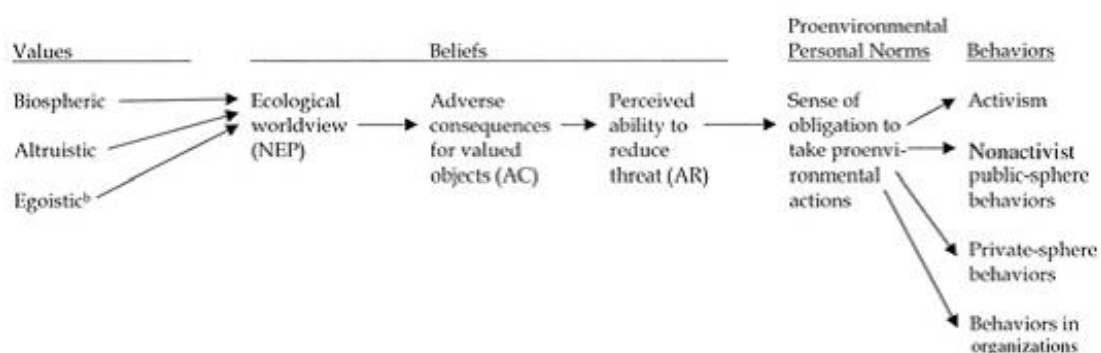 Values
Beliefs
Proenvironmental
Personal Norms
Behaviors
Biospheric
Altruistic
Egoisticᵇ
Ecological
worldview
(NEP)
Adverse
consequences
for valued
objects (AC)
Perceived
ability to
reduce
threat (AR)
Sense of
obligation to
take proenvi-
ronmental
actions
Activism
Nonactivist
public-sphere
behaviors
Private-sphere
behaviors
Behaviors in
organizations